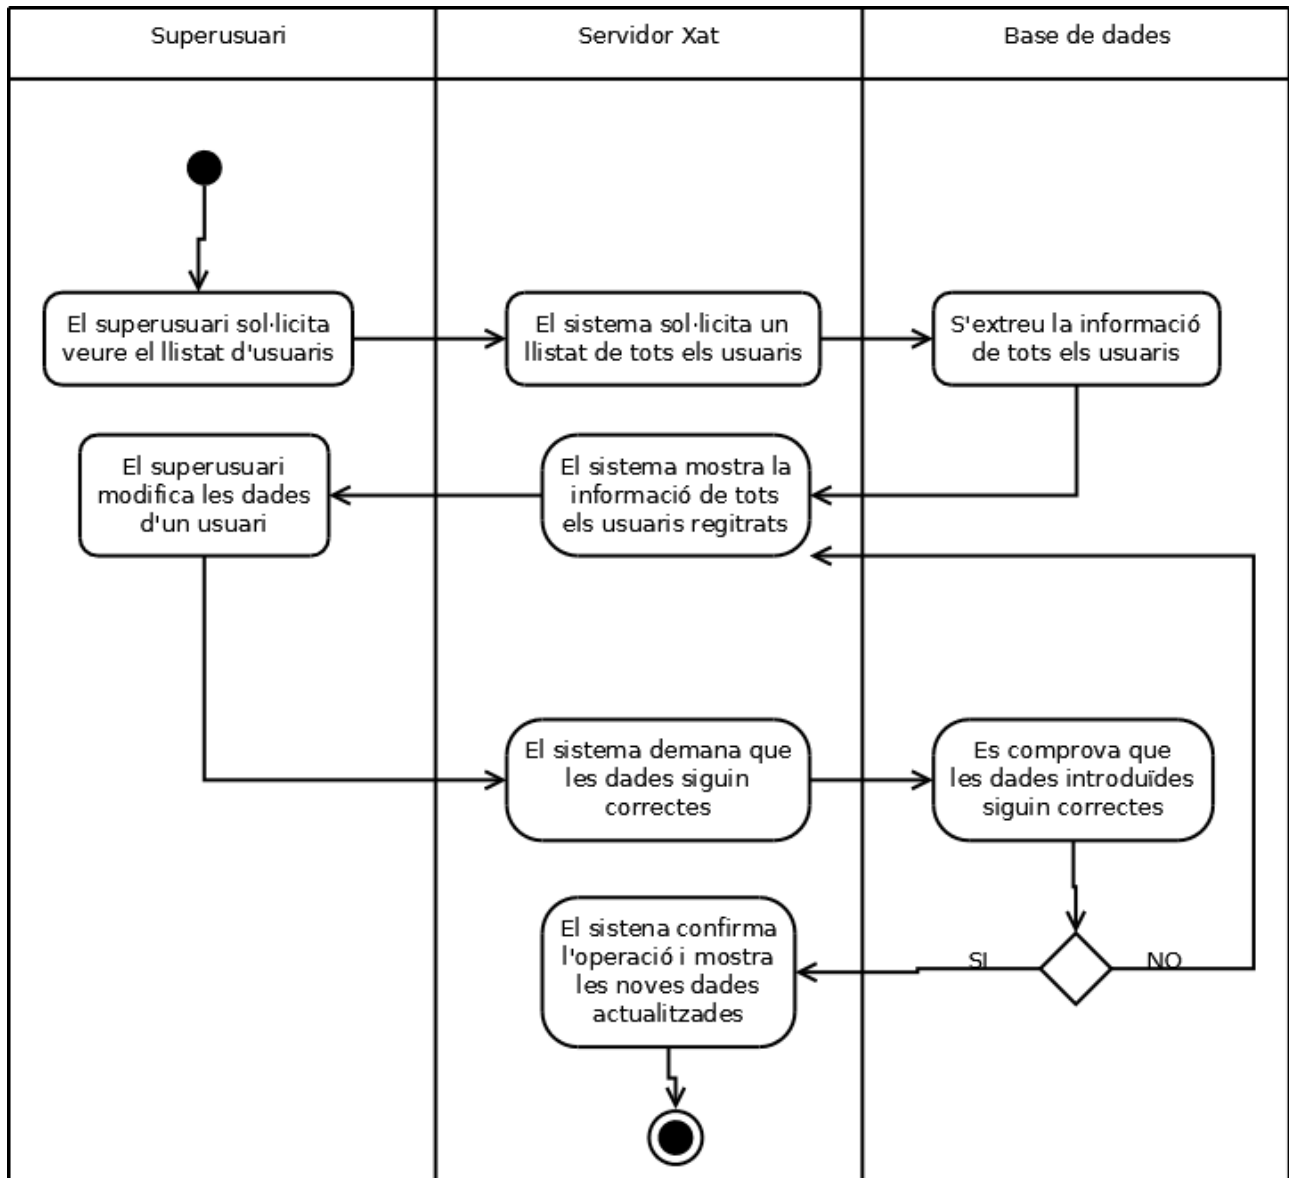 Superusuari
Servidor Xat
Base de dades
El superusuari sol·licita
veure el llistat d'usuaris
El sistema sol·licita un
llistat de tots els usuaris
S'extreu la informació
de tots els usuaris
El superusuari
modifica les dades
d'un usuari
El sistema mostra la
informació de tots
els usuaris regitrats
El sistema demana que
les dades siguin
correctes
Es comprova que
les dades introduïdes
siguin correctes
El sistena confirma
l'operació i mostra
les noves dades
actualitzades
SI
NO